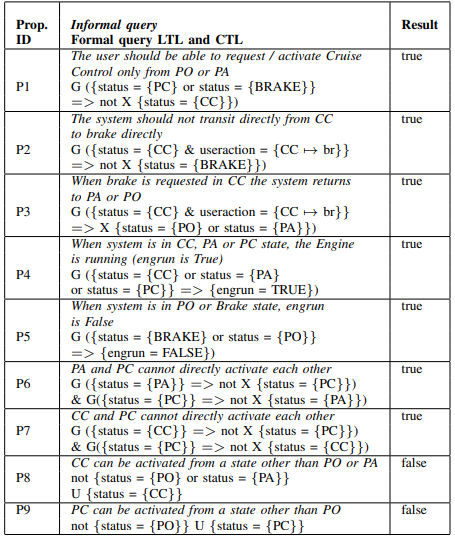 Prop. ID Informal query Formal query LTL and CTL Result
The user should be able to request / activate Cruise
Control only from PO or PA
P1 G ({status = {PC} or status = {BRAKE}} true
=> not X {status = {CC}})
The system should not transit directly from CC
to brake directly
P2 G ({status = {CC} & useraction = {CC ↦ br}} true
=> not X {status = {BRAKE}})
When brake is requested in CC the system returns
to PA or PO
P3 G ({status = {CC} & useraction = {CC ↦ br}} true
=> X {status = {PO} or status = {PA}})
When system is in CC, PA or PC state, the Engine
is running (engrun is True)
P4 G ({status = {CC} or status = {PA} true
or status = {PC}} => {engrun = TRUE})
When system is in PO or Brake state, engrun
is False
P5 G ({status = {BRAKE} or status = {PO}} true
=> {engrun = FALSE})
PA and PC cannot directly activate each other
P6 G ({status = {PA}} => not X {status = {PC}}) true
& G({status = {PC}} => not X {status = {PA}})
CC and PC cannot directly activate each other
P7 G ({status = {CC}} => not X {status = {PC}}) true
& G({status = {PC}} => not X {status = {CC}})
CC can be activated from a state other than PO or PA
P8 not {status = {PO} or status = {PA}} false
U {status = {CC}}
P9 PC can be activated from a state other than PO false
not {status = {PO}} U {status = {PC}}